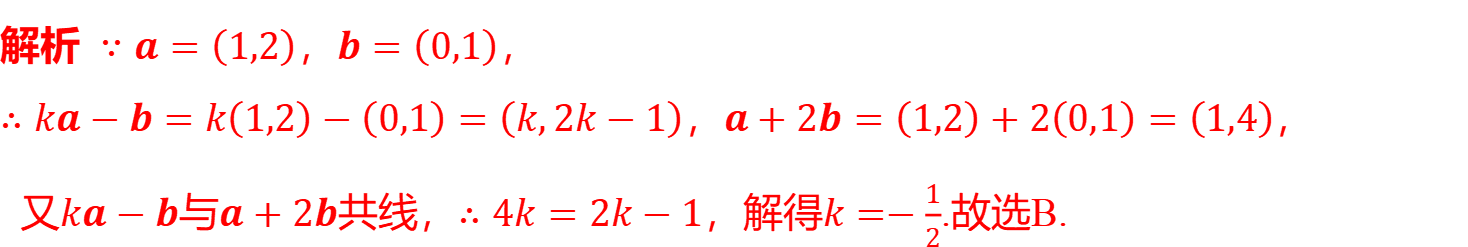 解析 ∵ a = (1,2)，b = (0,1)，
∴ ka − b = k(1,2) − (0,1) = (k, 2k − 1)，a + 2b = (1,2) + 2(0,1) = (1,4)，
又ka − b与a + 2b共线，∴ 4k = 2k − 1，解得k =− 1/2.故选B.